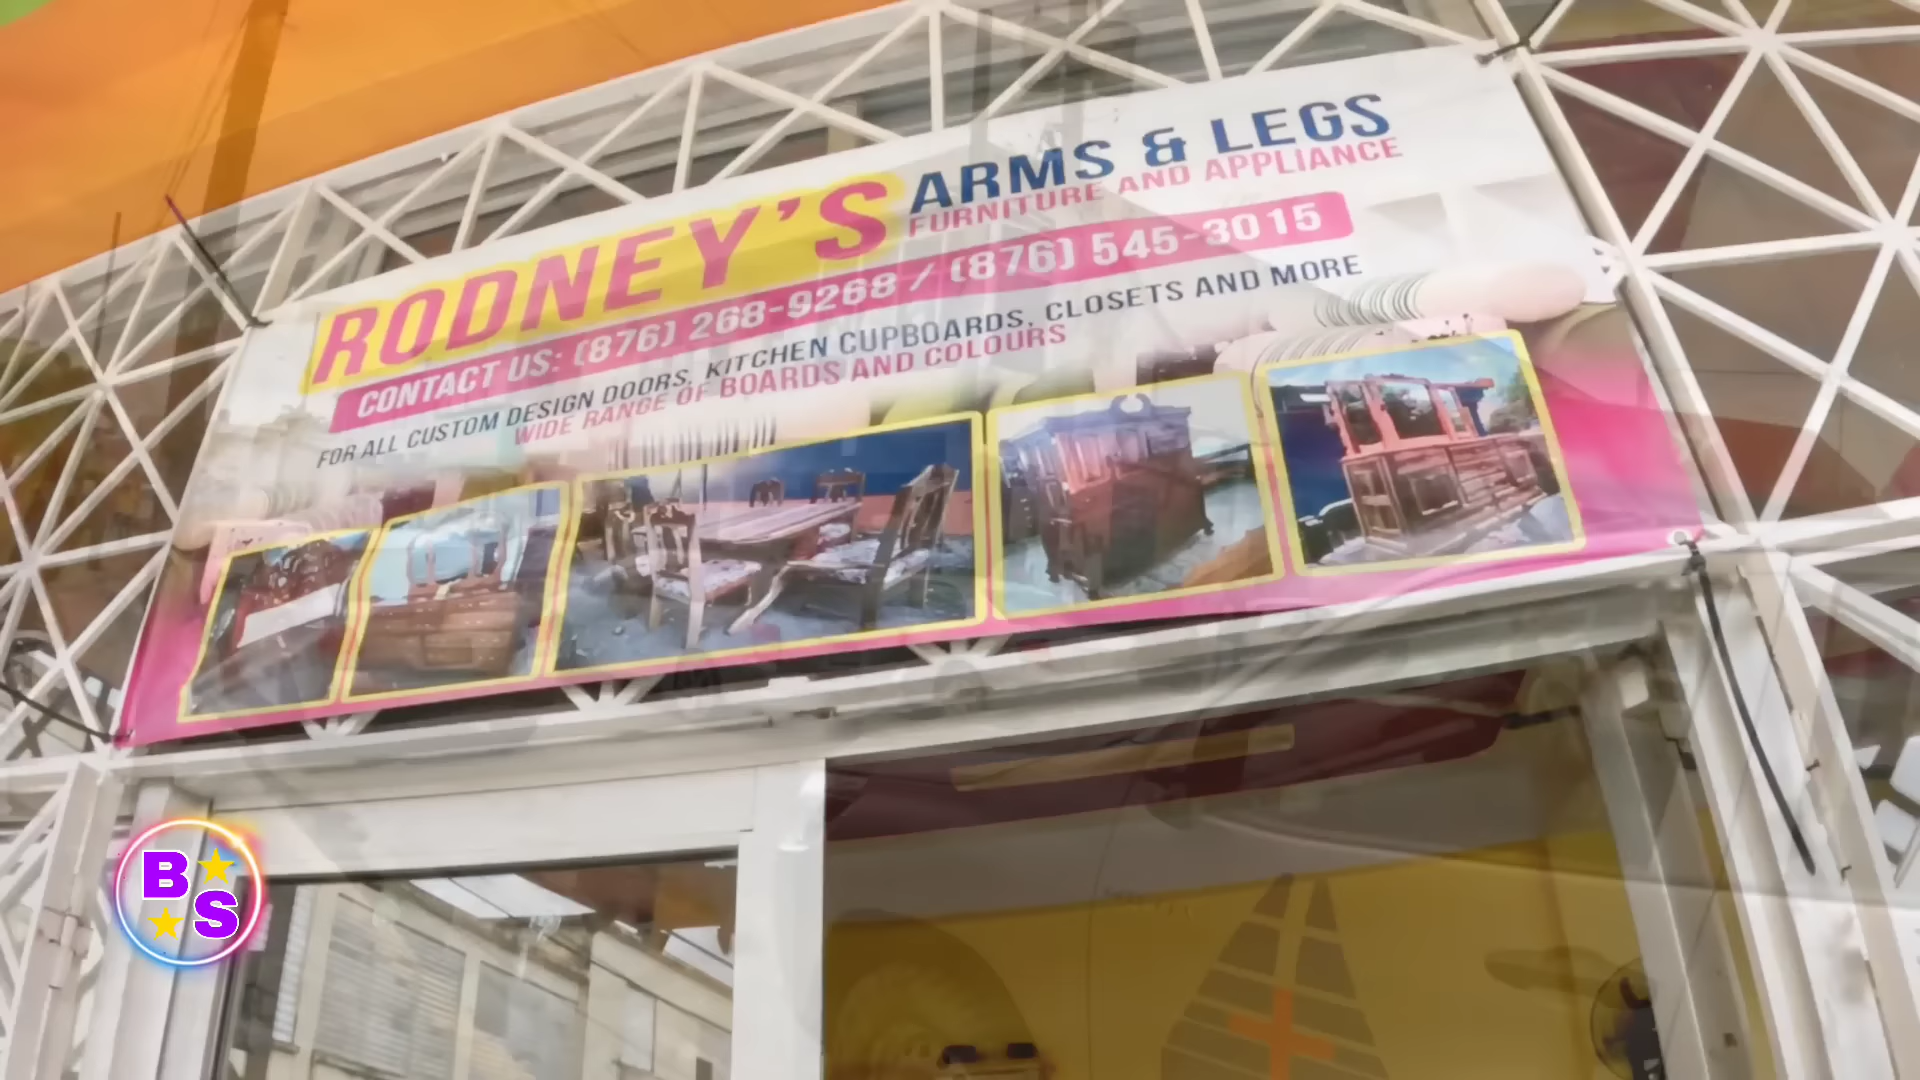 RODNEY'S ARMS & LEGS
FURNITURE AND APPLIANCE
CONTACT US: (876) 268-9268 / (876) 545-3015
FOR ALL CUSTOM DESIGN DOORS, KITCHEN CUPBOARDS, CLOSETS AND MORE
WIDE RANGE OF BOARDS AND COLOURS
B
S